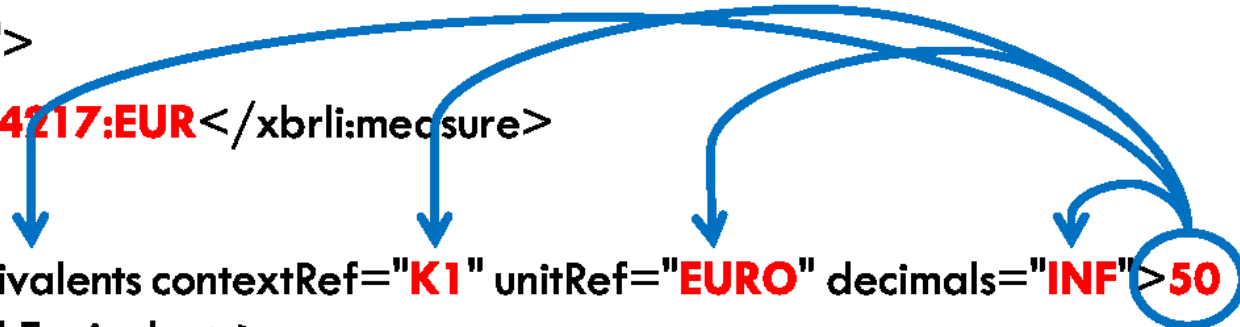 ">
4217:EUR</xbrli:measure>
ivalents contextRef="K1" unitRef="EURO" decimals="INF">50